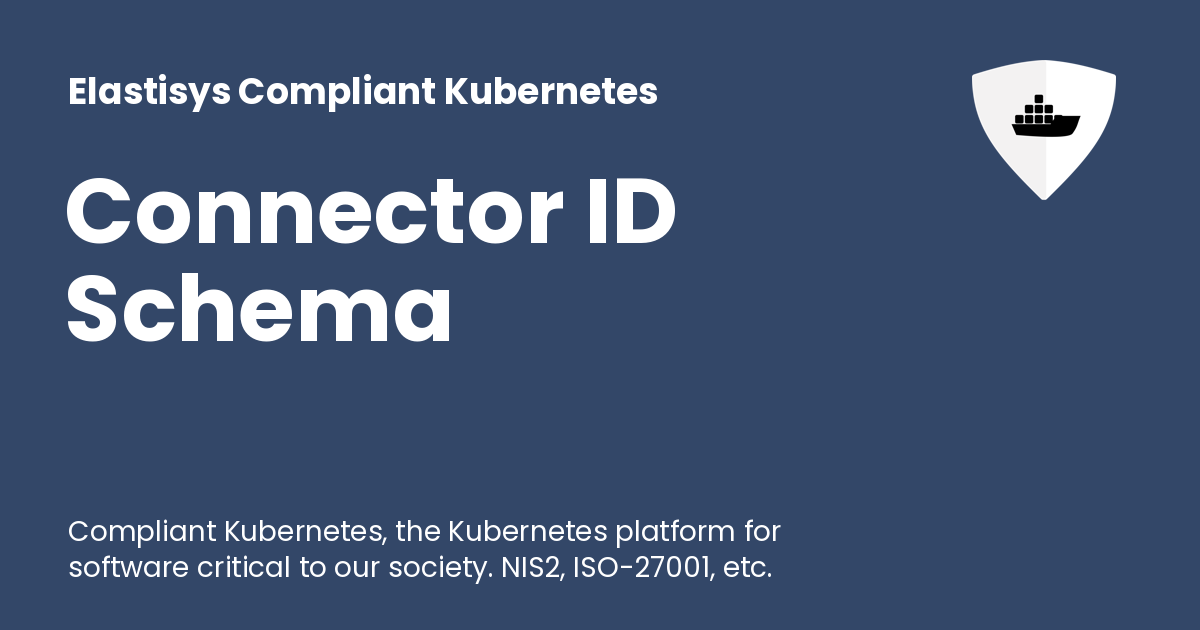 Elastisys Compliant Kubernetes
Connector ID
Schema
Compliant Kubernetes, the Kubernetes platform for
software critical to our society. NIS2, ISO-27001, etc.